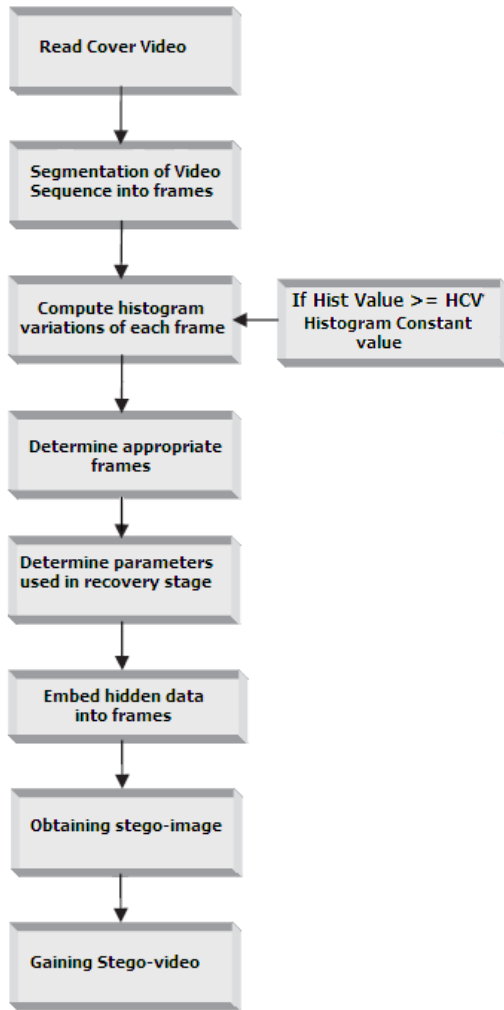 Read Cover Video
Segmentation of Video
Sequence into frames
Compute histogram
variations of each frame
If Hist Value >= HCV
Histogram Constant
value
Determine appropriate
frames
Determine parameters
used in recovery stage
Embed hidden data
into frames
Obtaining stego-image
Gaining Stego-video